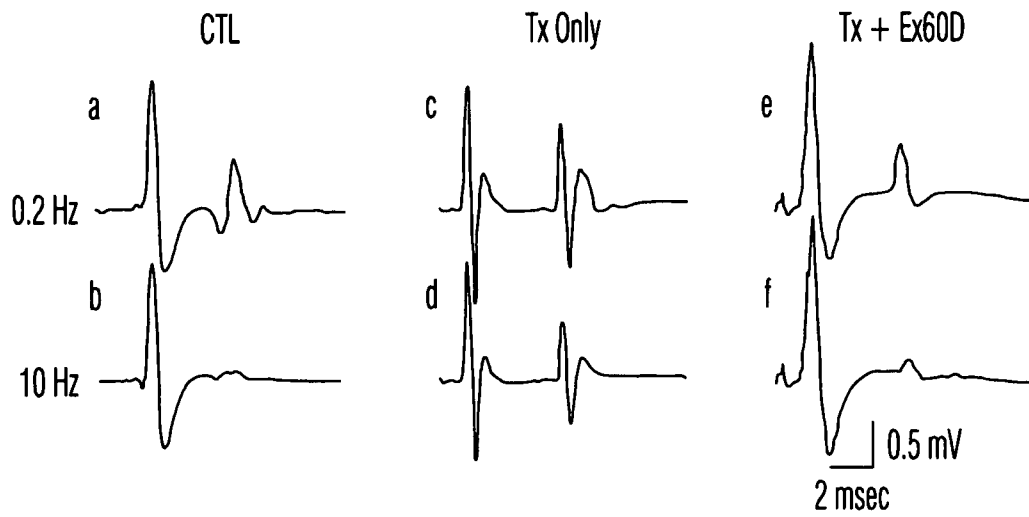 CTL
Tx Only
Tx + Ex60D
a
c
e
0.2 Hz
b
d
f
10 Hz
0.5 mV
2 msec